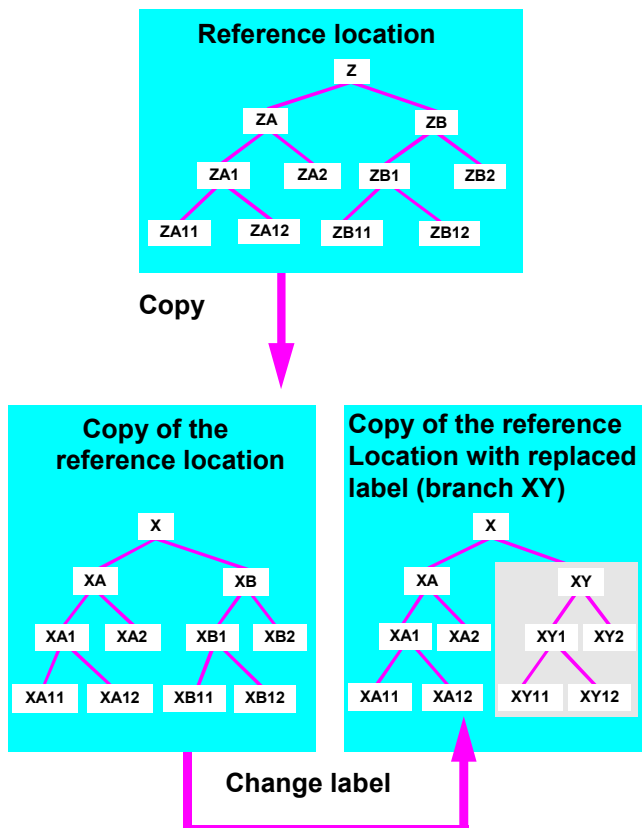 Reference location
Z
ZA ZB
ZA1 ZA2 ZB1 ZB2
ZA11 ZA12 ZB11 ZB12
Copy
Copy of the
reference location
X
XA XB
XA1 XA2 XB1 XB2
XA11 XA12 XB11 XB12
Copy of the reference
Location with replaced
label (branch XY)
X
XA XY
XA1 XA2 XY1 XY2
XA11 XA12 XY11 XY12
Change label